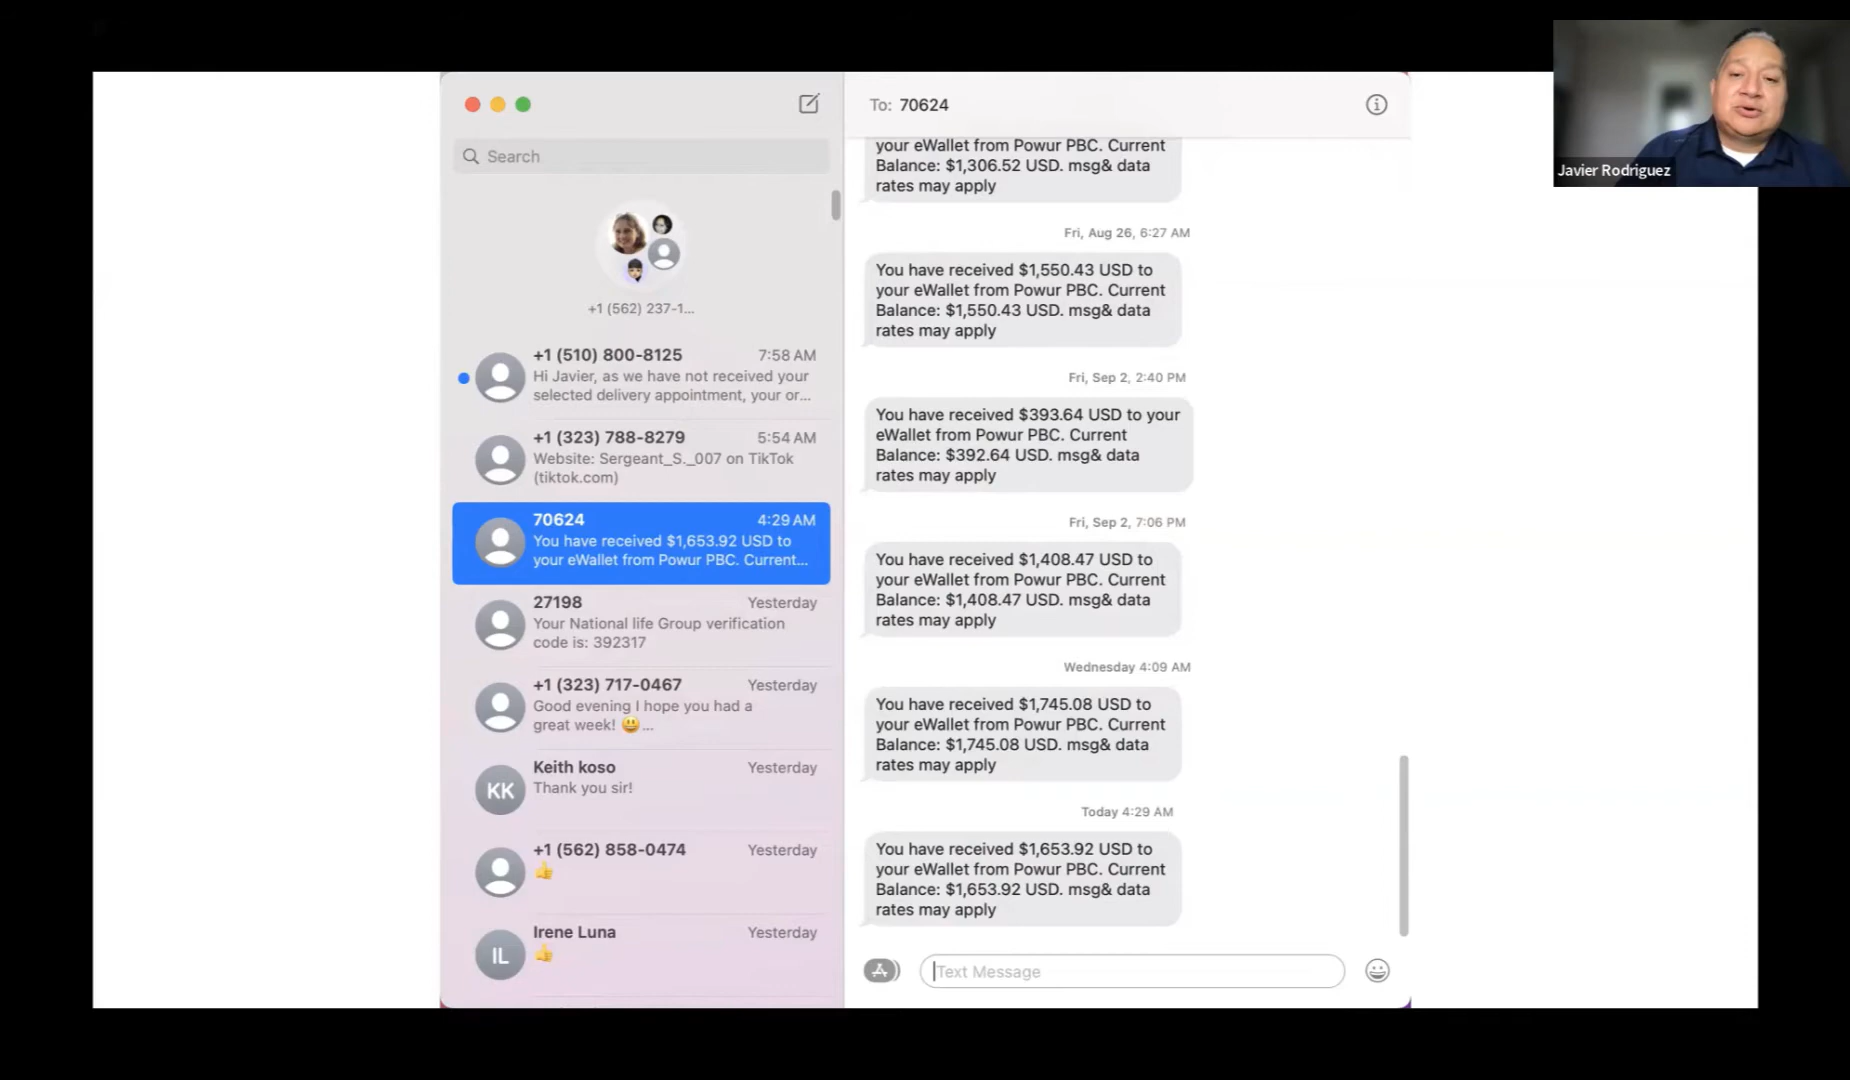 Search
+1 (562) 237-1...
+1 (510) 800-8125
7:58 AM
Hi Javier, as we have not received your
selected delivery appointment, your or...
+1 (323) 788-8279
5:54 AM
Website: Sergeant_S._007 on TikTok
(tiktok.com)
70624
4:29 AM
You have received $1,653.92 USD to
your eWallet from Powur PBC. Current...
27198
Yesterday
Your National life Group verification
code is: 392317
+1 (323) 717-0467
Yesterday
Good evening I hope you had a
great week! 😃...
Keith koso
Yesterday
KK
Thank you sir!
+1 (562) 858-0474
Yesterday
👍
Irene Luna
Yesterday
IL
👍
To: 70624
your eWallet from Powur PBC. Current
Balance: $1,306.52 USD. msg& data
rates may apply
Fri, Aug 26, 6:27 AM
You have received $1,550.43 USD to
your eWallet from Powur PBC. Current
Balance: $1,550.43 USD. msg& data
rates may apply
Fri, Sep 2, 2:40 PM
You have received $393.64 USD to your
eWallet from Powur PBC. Current
Balance: $392.64 USD. msg& data
rates may apply
Fri, Sep 2, 7:06 PM
You have received $1,408.47 USD to
your eWallet from Powur PBC. Current
Balance: $1,408.47 USD. msg& data
rates may apply
Wednesday 4:09 AM
You have received $1,745.08 USD to
your eWallet from Powur PBC. Current
Balance: $1,745.08 USD. msg& data
rates may apply
Today 4:29 AM
You have received $1,653.92 USD to
your eWallet from Powur PBC. Current
Balance: $1,653.92 USD. msg& data
rates may apply
Text Message
Javier Rodriguez